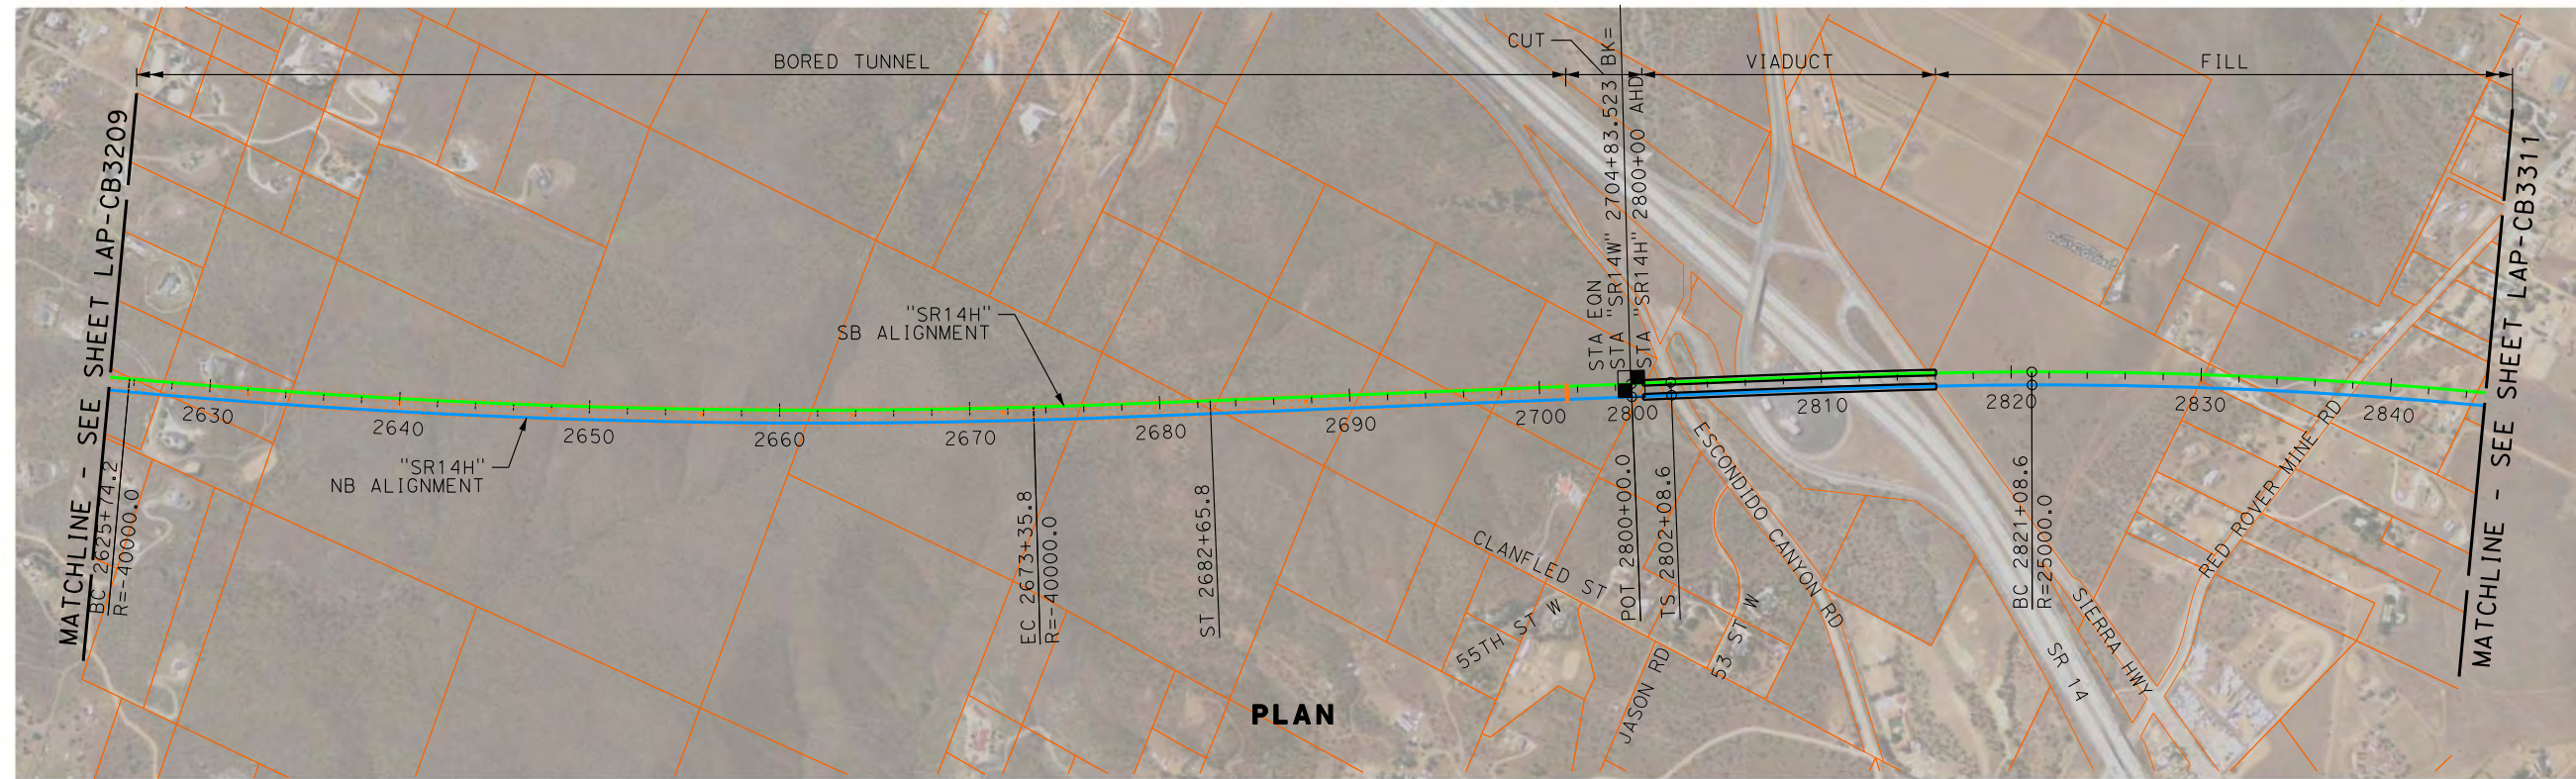 BORED TUNNEL
CUT
VIADUCT
FILL
MATCHLINE - SEE SHEET LAP-CB3209
MATCHLINE - SEE SHEET LAP-CB3311
STA EQN
STA "SR14W" 2704+83.523 BK=
STA "SR14H" 2800+00 AHD
"SR14H"
SB ALIGNMENT
"SR14H"
NB ALIGNMENT
2630
2640
2650
2660
2670
2680
2690
2700
2800
2810
2820
2830
2840
BC 2625+74.2
R=-40000.0
EC 2673+35.8
R=-40000.0
ST 2682+65.8
POT 2800+00.0
TS 2802+08.6
BC 2821+08.6
R=25000.0
CLANFLED ST
55TH ST W
JASON RD
53 ST W
ESCONDIDO CANYON RD
SR 14
SIERRA HWY
RED ROVER MINE RD
PLAN